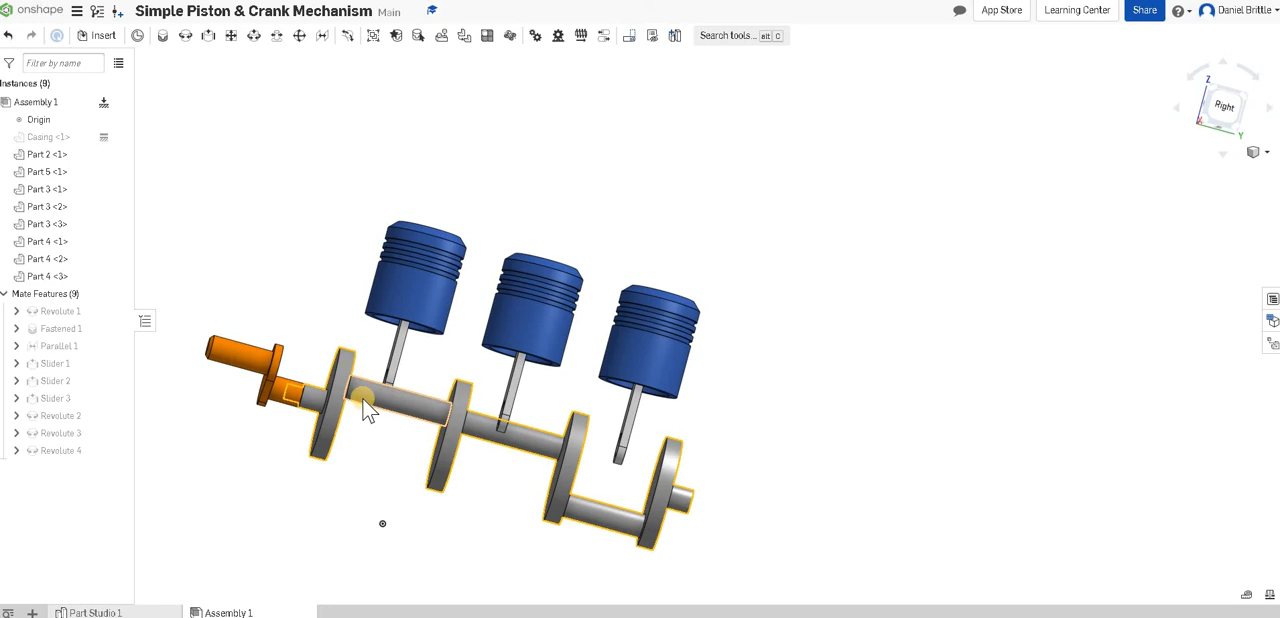 onshape Simple Piston & Crank Mechanism Main App Store Learning Center Share Daniel Brittle
Insert Search tools... alt C
Filter by name
Instances (9)
Assembly 1
Origin
Casing <1>
Part 2 <1>
Part 5 <1>
Part 3 <1>
Part 3 <2>
Part 3 <3>
Part 4 <1>
Part 4 <2>
Part 4 <3>
Mate Features (9)
Revolute 1
Fastened 1
Parallel 1
Slider 1
Slider 2
Slider 3
Revolute 2
Revolute 3
Revolute 4
Z
Right
X
Y
Part Studio 1 Assembly 1